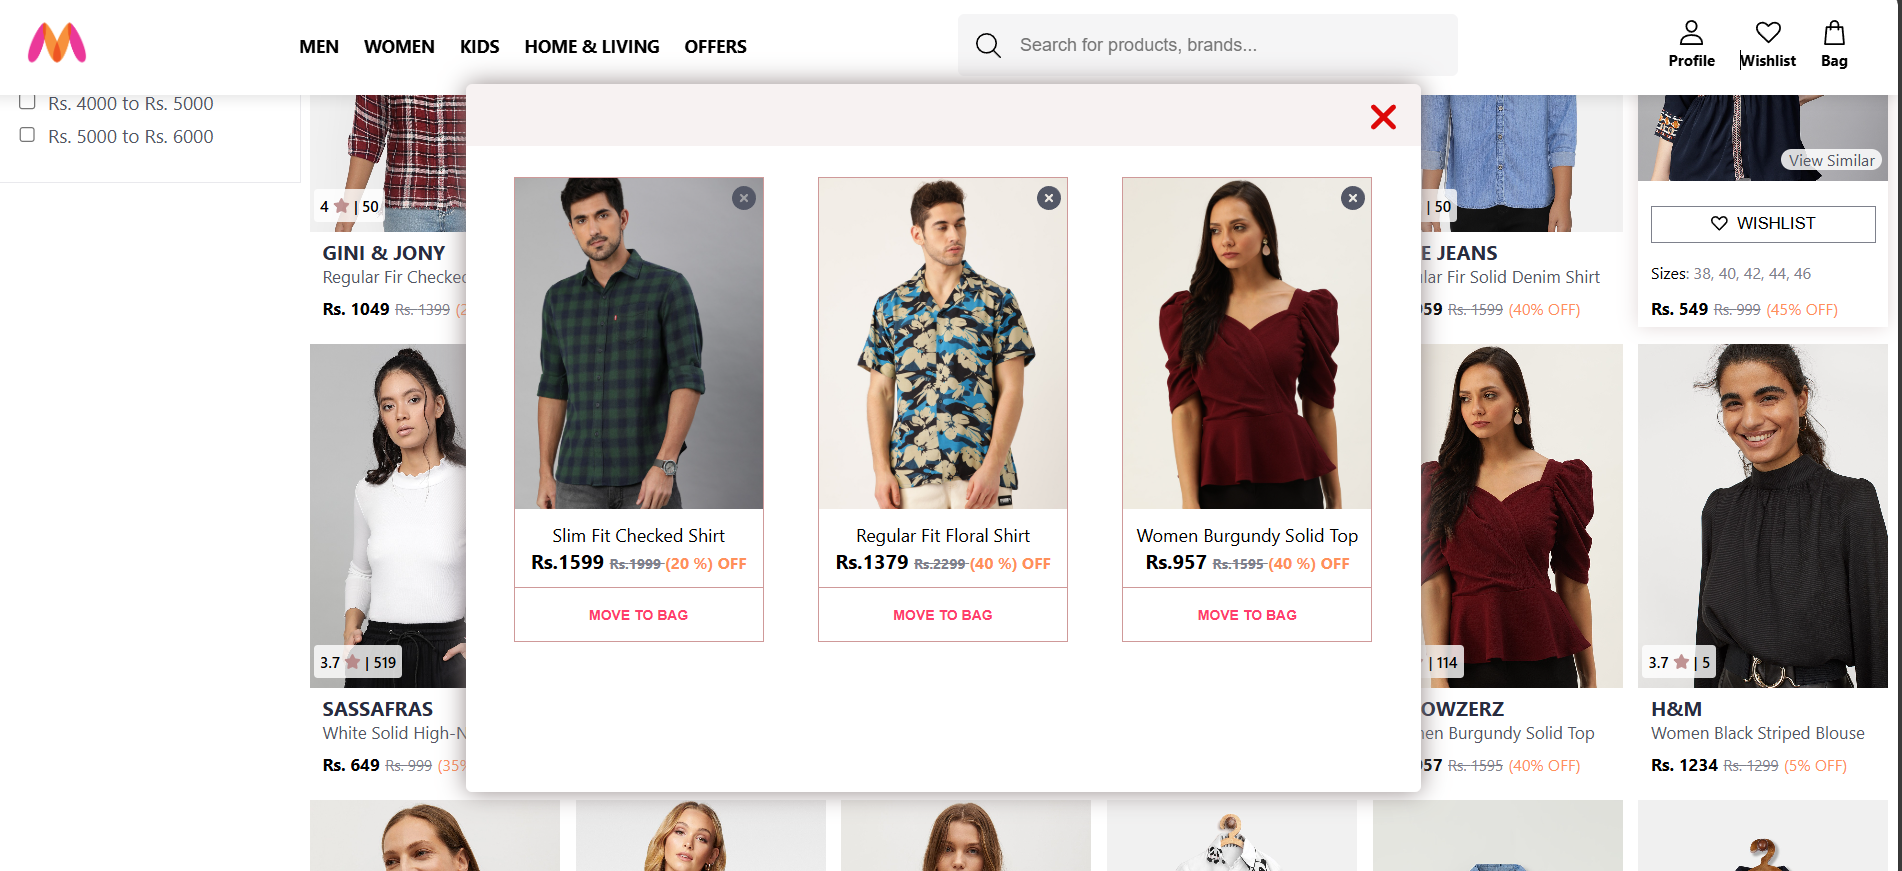 MEN WOMEN KIDS HOME & LIVING OFFERS
Search for products, brands...
Profile Wishlist Bag
Rs. 4000 to Rs. 5000
Rs. 5000 to Rs. 6000
4 | 50
GINI & JONY
Regular Fir Checked
Rs. 1049 Rs. 1399
Slim Fit Checked Shirt
Rs.1599 Rs.1999 (20 %) OFF
MOVE TO BAG
Regular Fit Floral Shirt
Rs.1379 Rs.2299 (40 %) OFF
MOVE TO BAG
Women Burgundy Solid Top
Rs.957 Rs.1595 (40 %) OFF
MOVE TO BAG
| 50
JEANS
Fir Solid Denim Shirt
959 Rs. 1599 (40% OFF)
View Similar
WISHLIST
Sizes: 38, 40, 42, 44, 46
Rs. 549 Rs. 999 (45% OFF)
3.7 | 519
SASSAFRAS
White Solid High-N
Rs. 649 Rs. 999 (35%
| 114
OWZERZ
Burgundy Solid Top
957 Rs. 1595 (40% OFF)
3.7 | 5
H&M
Women Black Striped Blouse
Rs. 1234 Rs. 1299 (5% OFF)